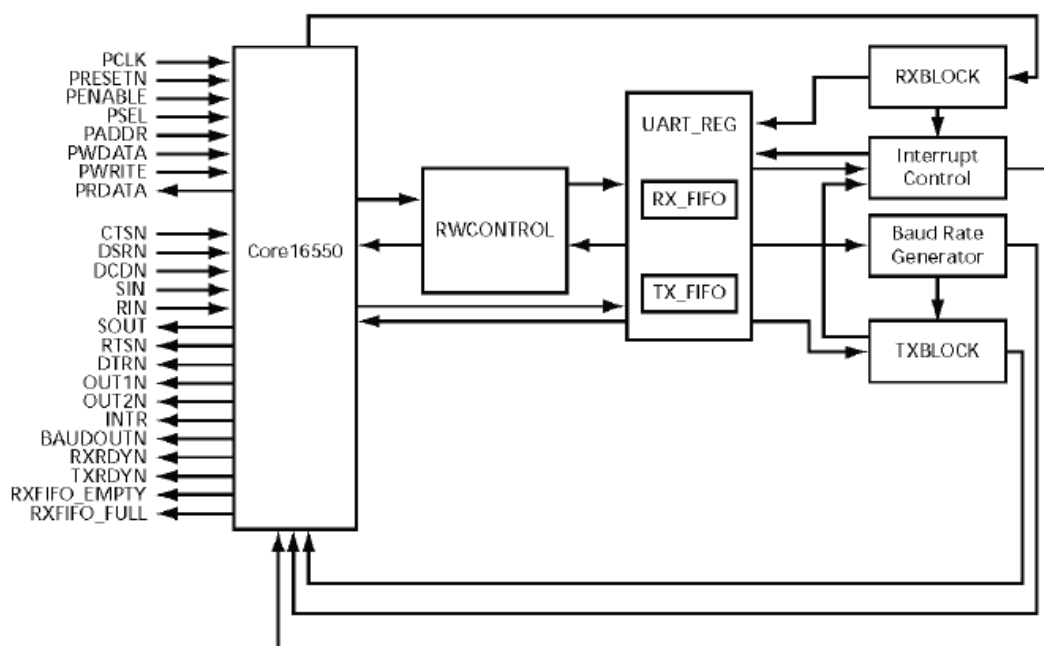 PCLK
PRESETN
PENABLE
PSEL
PADDR
PWDATA
PWRITE
PRDATA
CTSN
DSRN
DCDN
SIN
RIN
SOUT
RTSN
DTRN
OUT1N
OUT2N
INTR
BAUDOUTN
RXRDYN
TXRDYN
RXFIFO_EMPTY
RXFIFO_FULL
Core16550
RWCONTROL
UART_REG
RX_FIFO
TX_FIFO
RXBLOCK
Interrupt
Control
Baud Rate
Generator
TXBLOCK